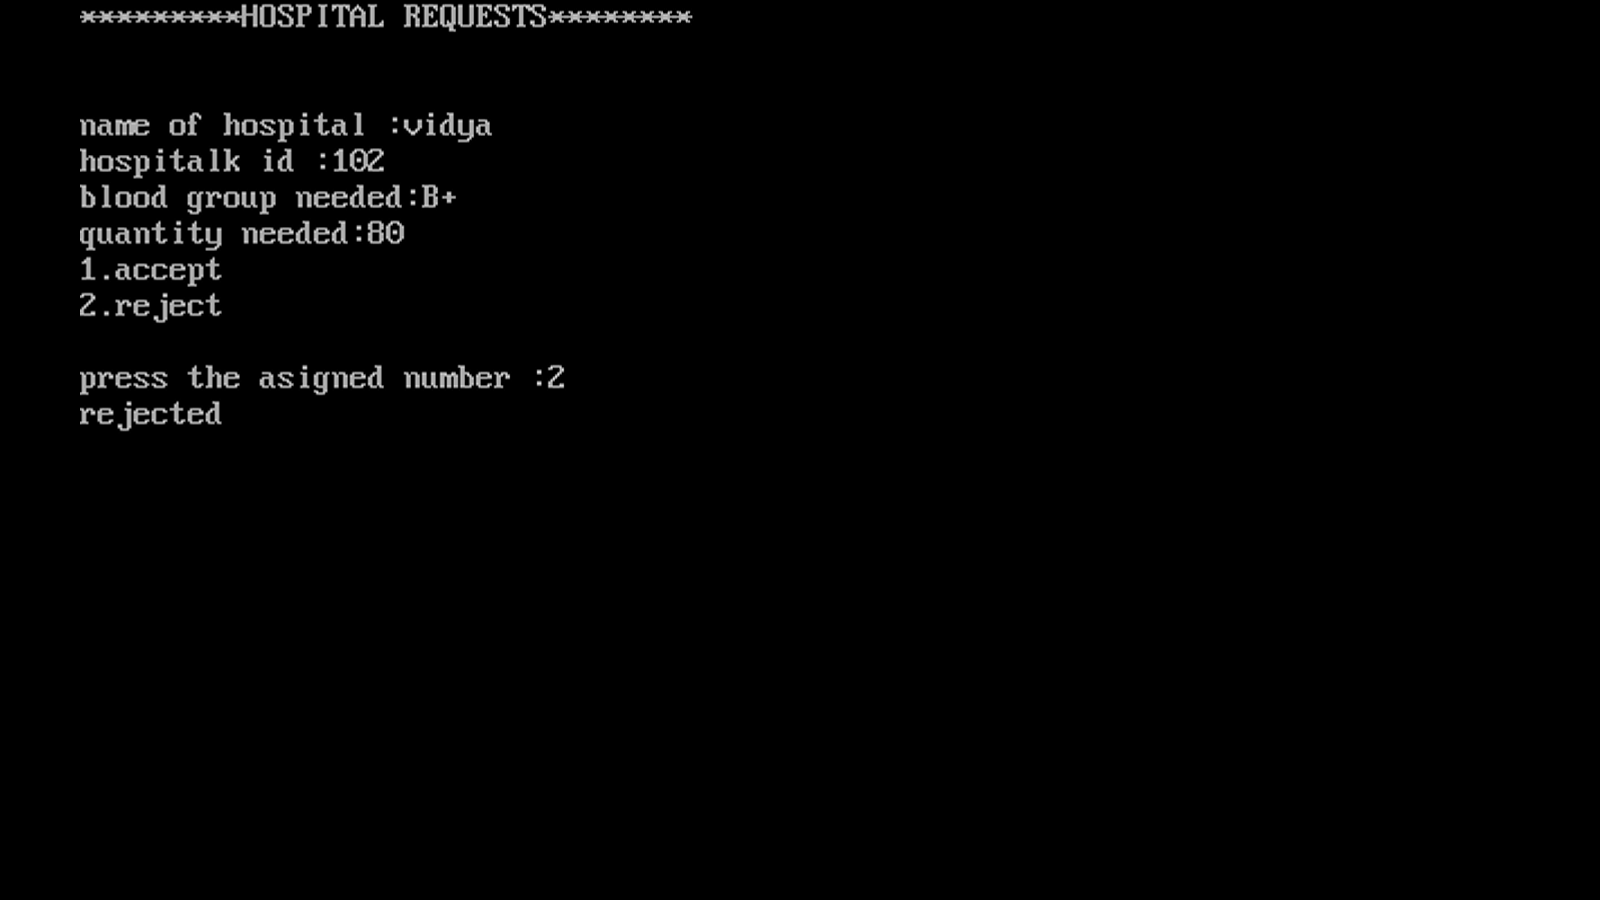 *********HOSPITAL REQUESTS********
name of hospital :vidya
hospitalk id :102
blood group needed:B+
quantity needed:80
1.accept
2.reject
press the asigned number :2
rejected